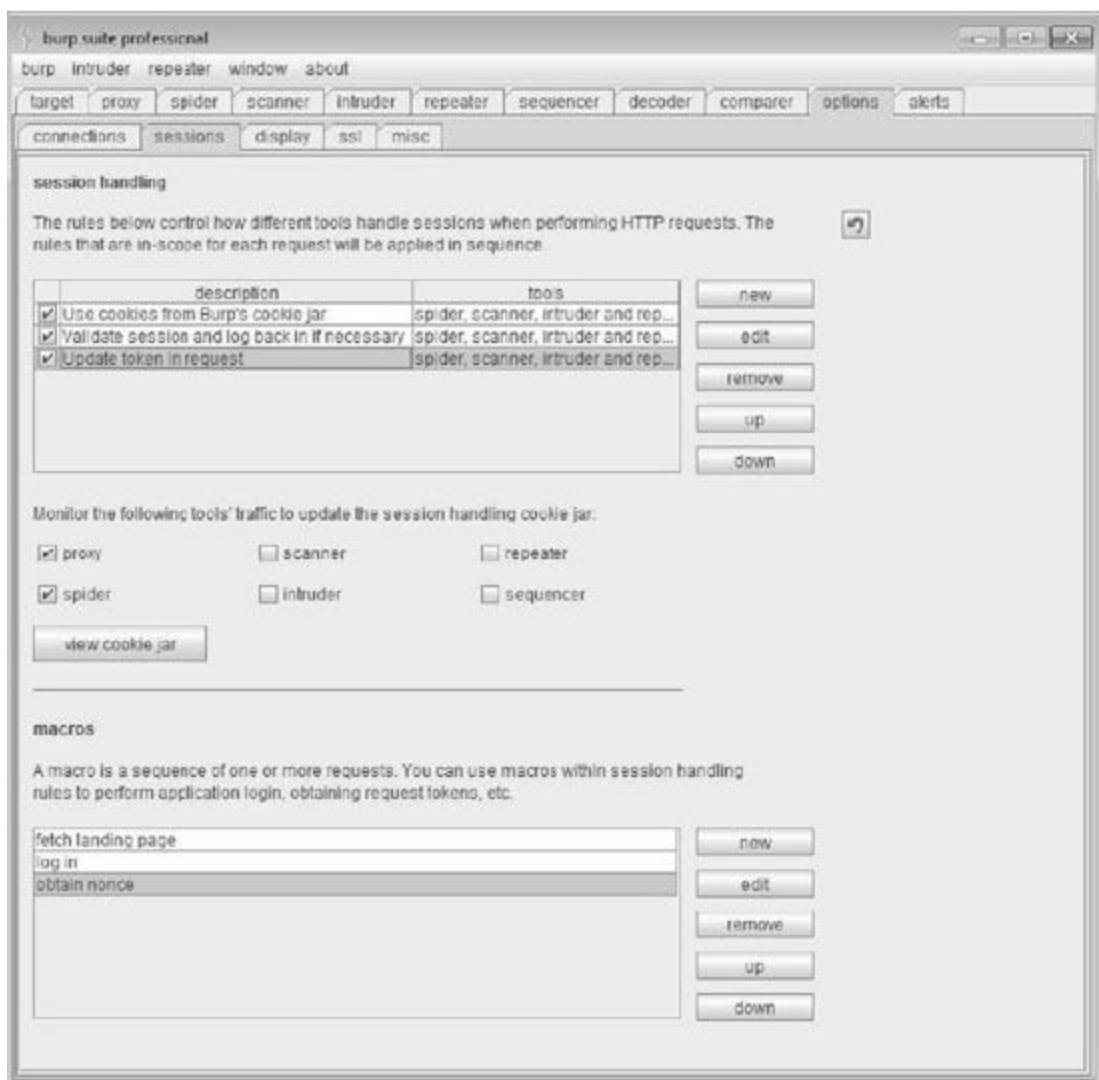 burp suite professional
burp intruder repeater window about
target proxy spider scanner intruder repeater sequencer decoder comparer options alerts
connections sessions display ssl misc
session handling
The rules below control how different tools handle sessions when performing HTTP requests. The
rules that are in-scope for each request will be applied in sequence.
description tools
Use cookies from Burp's cookie jar spider, scanner, intruder and rep...
Validate session and log back in if necessary spider, scanner, intruder and rep...
Update token in request spider, scanner, intruder and rep...
new
edit
remove
up
down
Monitor the following tools' traffic to update the session handling cookie jar:
proxy scanner repeater
spider intruder sequencer
view cookie jar
macros
A macro is a sequence of one or more requests. You can use macros within session handling
rules to perform application login, obtaining request tokens, etc.
fetch landing page
log in
obtain nonce
new
edit
remove
up
down